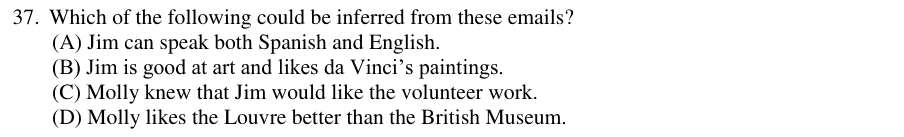 37. Which of the following could be inferred from these emails?
(A) Jim can speak both Spanish and English.
(B) Jim is good at art and likes da Vinci’s paintings.
(C) Molly knew that Jim would like the volunteer work.
(D) Molly likes the Louvre better than the British Museum.